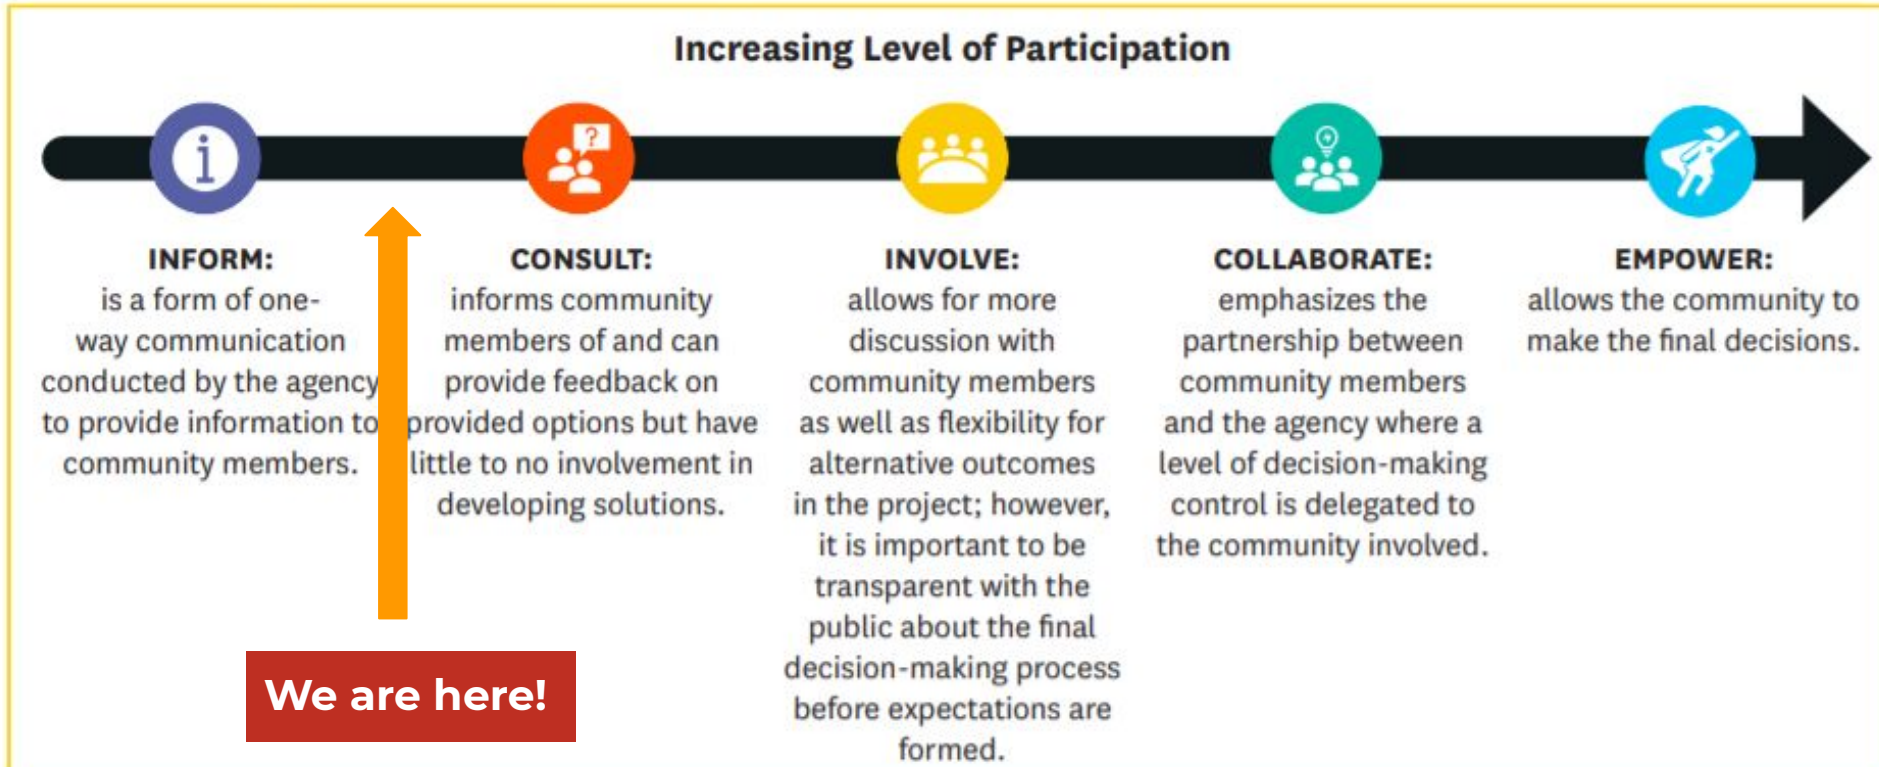 Increasing Level of Participation
i
?
INFORM:
is a form of one-
way communication
conducted by the agency
to provide information to
community members.
CONSULT:
informs community
members of and can
provide feedback on
provided options but have
little to no involvement in
developing solutions.
INVOLVE:
allows for more
discussion with
community members
as well as flexibility for
alternative outcomes
in the project; however,
it is important to be
transparent with the
public about the final
decision-making process
before expectations are
formed.
COLLABORATE:
emphasizes the
partnership between
community members
and the agency where a
level of decision-making
control is delegated to
the community involved.
EMPOWER:
allows the community to
make the final decisions.
We are here!